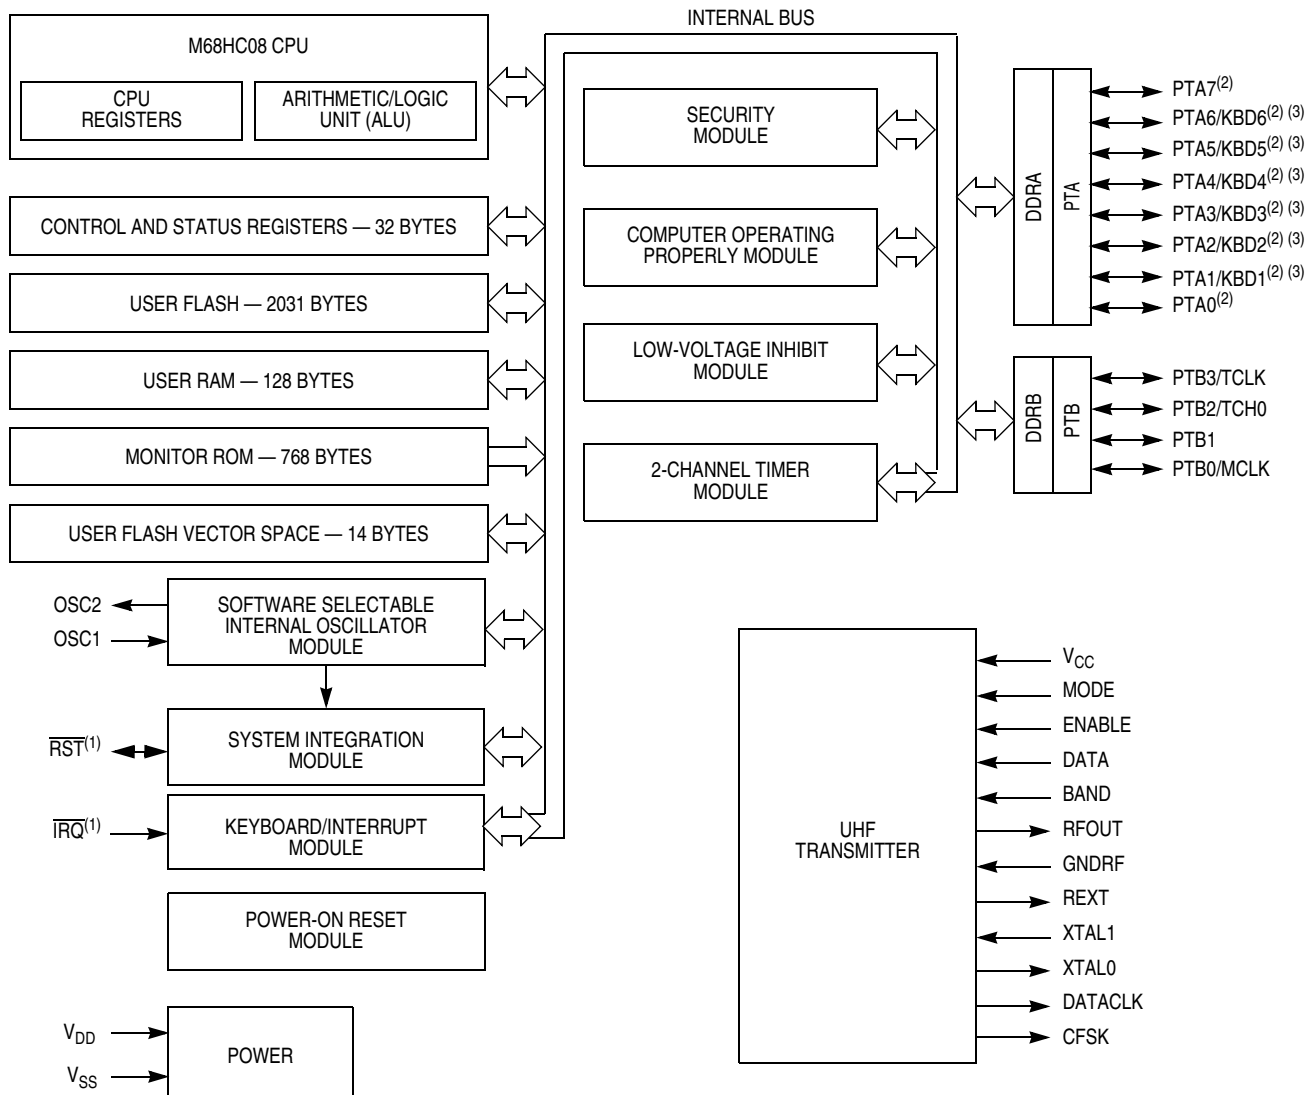 INTERNAL BUS
M68HC08 CPU
CPU
REGISTERS
ARITHMETIC/LOGIC
UNIT (ALU)
CONTROL AND STATUS REGISTERS — 32 BYTES
USER FLASH — 2031 BYTES
USER RAM — 128 BYTES
MONITOR ROM — 768 BYTES
USER FLASH VECTOR SPACE — 14 BYTES
OSC2
OSC1
SOFTWARE SELECTABLE
INTERNAL OSCILLATOR
MODULE
RST(1)
SYSTEM INTEGRATION
MODULE
IRQ(1)
KEYBOARD/INTERRUPT
MODULE
POWER-ON RESET
MODULE
VDD
VSS
POWER
SECURITY
MODULE
COMPUTER OPERATING
PROPERLY MODULE
LOW-VOLTAGE INHIBIT
MODULE
2-CHANNEL TIMER
MODULE
DDRA
PTA
PTA7(2)
PTA6/KBD6(2) (3)
PTA5/KBD5(2) (3)
PTA4/KBD4(2) (3)
PTA3/KBD3(2) (3)
PTA2/KBD2(2) (3)
PTA1/KBD1(2) (3)
PTA0(2)
DDRB
PTB
PTB3/TCLK
PTB2/TCH0
PTB1
PTB0/MCLK
UHF
TRANSMITTER
VCC
MODE
ENABLE
DATA
BAND
RFOUT
GNDRF
REXT
XTAL1
XTAL0
DATACLK
CFSK